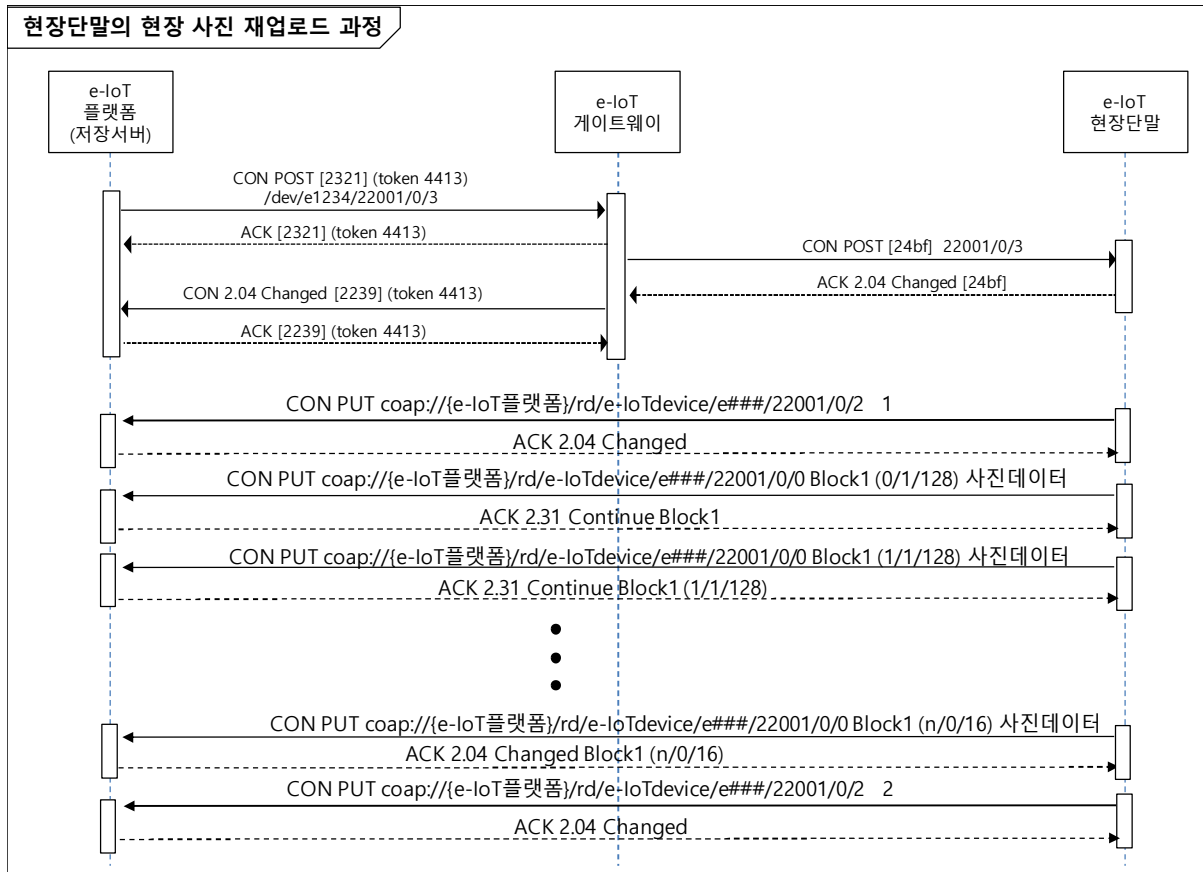 현장단말의 현장 사진 재업로드 과정
e-IoT
플랫폼
(저장서버)
e-IoT
게이트웨이
e-IoT
현장단말
CON POST [2321] (token 4413)
/dev/e1234/22001/0/3
ACK [2321] (token 4413)
CON POST [24bf] 22001/0/3
ACK 2.04 Changed [24bf]
CON 2.04 Changed [2239] (token 4413)
ACK [2239] (token 4413)
CON PUT coap://{e-IoT플랫폼}/rd/e-IoTdevice/e###/22001/0/2 1
ACK 2.04 Changed
CON PUT coap://{e-IoT플랫폼}/rd/e-IoTdevice/e###/22001/0/0 Block1 (0/1/128) 사진데이터
ACK 2.31 Continue Block1
CON PUT coap://{e-IoT플랫폼}/rd/e-IoTdevice/e###/22001/0/0 Block1 (1/1/128) 사진데이터
ACK 2.31 Continue Block1 (1/1/128)
CON PUT coap://{e-IoT플랫폼}/rd/e-IoTdevice/e###/22001/0/0 Block1 (n/0/16) 사진데이터
ACK 2.04 Changed Block1 (n/0/16)
CON PUT coap://{e-IoT플랫폼}/rd/e-IoTdevice/e###/22001/0/2 2
ACK 2.04 Changed